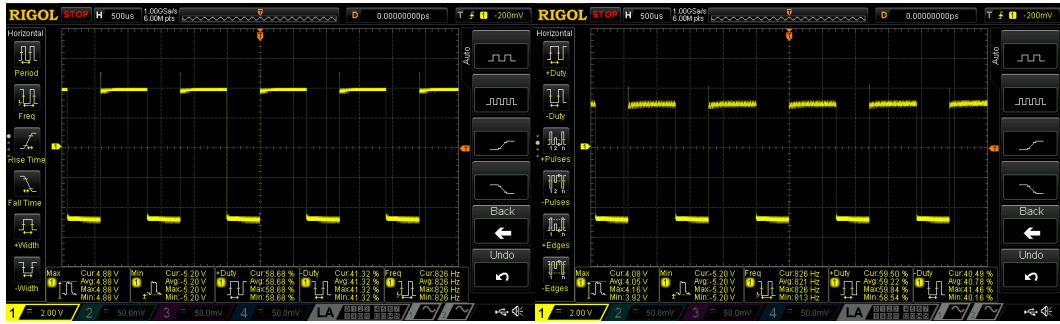 RIGOL STOP H 500us 1.00GSa/s 6.00M pts D 0.00000000ps T 1 -200mV
Horizontal
Period
Freq
Rise Time
Fall Time
+Width
-Width
Auto
Back
Undo
Max Cur:4.88 V Avg:4.88 V Max:4.88 V Min:4.88 V
Min Cur:-5.20 V Avg:-5.20 V Max:-5.20 V Min:-5.20 V
+Duty Cur:58.68 % Avg:58.68 % Max:58.68 % Min:58.68 %
-Duty Cur:41.32 % Avg:41.32 % Max:41.32 % Min:41.32 %
Freq Cur:826 Hz Avg:826 Hz Max:826 Hz Min:826 Hz
1 = 2.00 V 2 = 50.0mV 3 = 50.0mV 4 = 50.0mV LA
RIGOL STOP H 500us 1.00GSa/s 6.00M pts D 0.00000000ps T 1 -200mV
Horizontal
+Duty
-Duty
+Pulses
-Pulses
+Edges
-Edges
Auto
Back
Undo
Max Cur:4.08 V Avg:4.05 V Max:4.16 V Min:3.92 V
Min Cur:-5.20 V Avg:-5.20 V Max:-5.20 V Min:-5.20 V
Freq Cur:826 Hz Avg:821 Hz Max:826 Hz Min:813 Hz
+Duty Cur:59.50 % Avg:59.22 % Max:59.84 % Min:58.54 %
-Duty Cur:40.49 % Avg:40.78 % Max:41.46 % Min:40.16 %
1 = 2.00 V 2 = 50.0mV 3 = 50.0mV 4 = 50.0mV LA